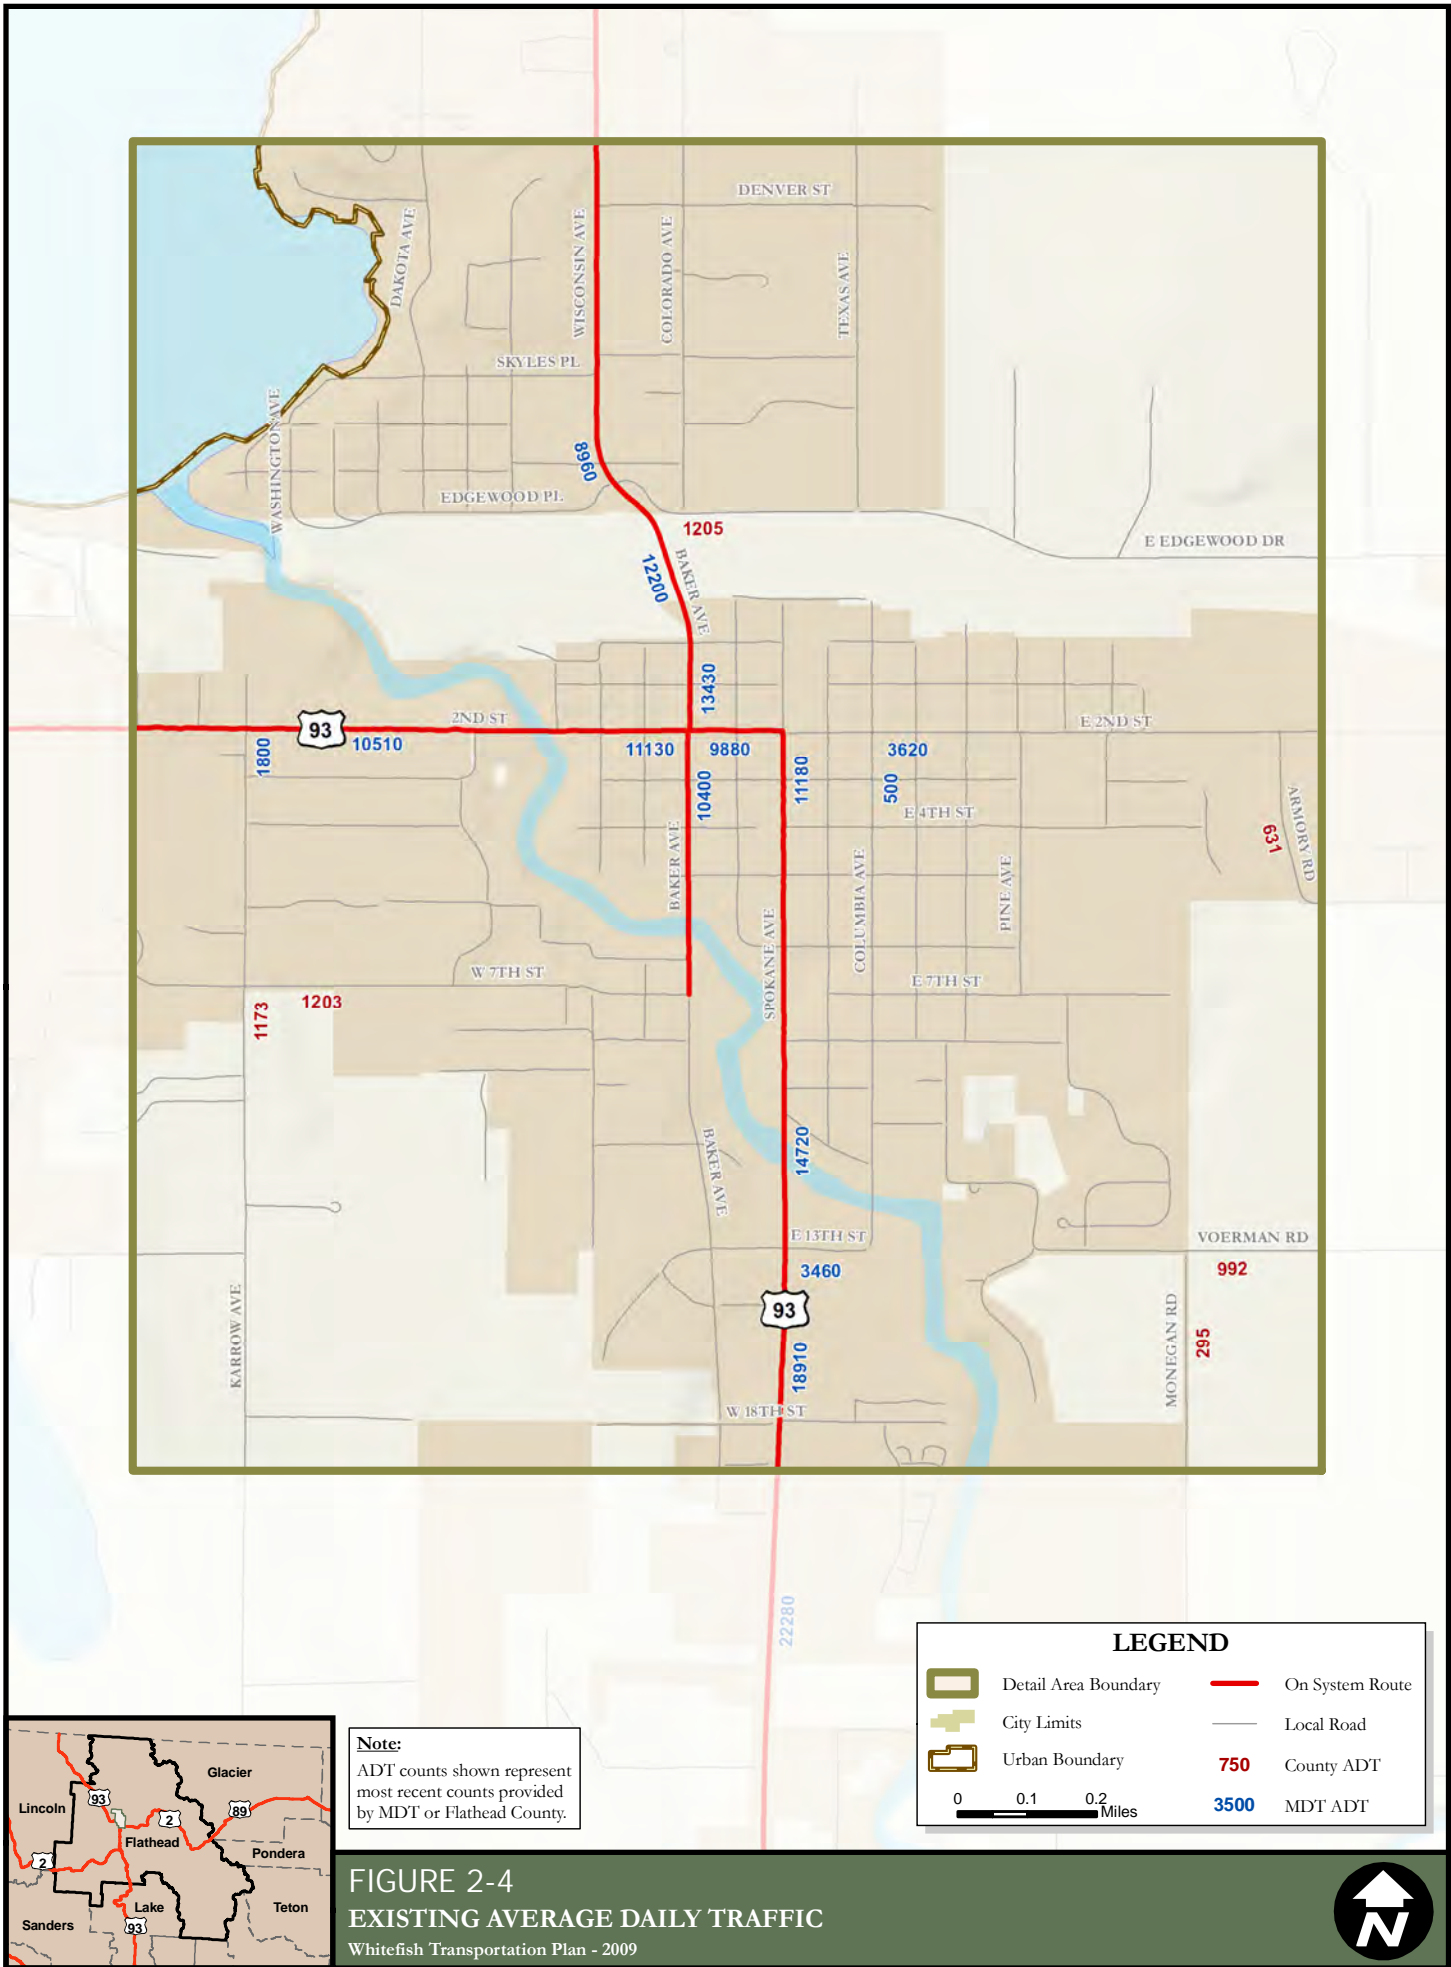 DENVER ST
DAKOTA AVE
WISCONSIN AVE
COLORADO AVE
TEXAS AVE
SKYLES PL
WASHINGTON AVE
8960
EDGEWOOD PL
1205
E EDGEWOOD DR
12200
BAKER AVE
13430
2ND ST
E 2ND ST
93
1800
10510
11130
9880
3620
10400
11180
500
E 4TH ST
ARMORY RD
631
BAKER AVE
COLUMBIA AVE
PINE AVE
SPOKANE AVE
W 7TH ST
E 7TH ST
1173
1203
14720
BAKER AVE
E 13TH ST
VOERMAN RD
3460
992
93
KARROW AVE
MONEGAN RD
295
18910
W 18TH ST
22280
LEGEND
Detail Area Boundary
On System Route
City Limits
Local Road
Urban Boundary
750
County ADT
0
0.1
0.2
Miles
3500
MDT ADT
Note:
ADT counts shown represent
most recent counts provided
by MDT or Flathead County.
Glacier
Lincoln
93
2
89
Flathead
Pondera
2
Lake
Teton
Sanders
93
FIGURE 2-4
EXISTING AVERAGE DAILY TRAFFIC
Whitefish Transportation Plan - 2009
N